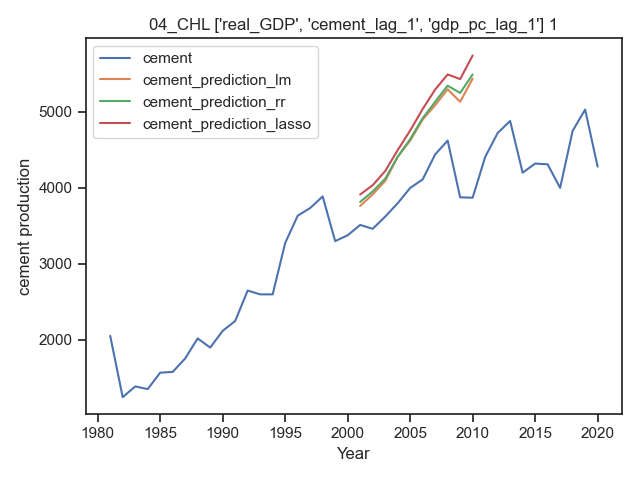 04_CHL ['real_GDP', 'cement_lag_1', 'gdp_pc_lag_1'] 1
cement
cement_prediction_lm
cement_prediction_rr
cement_prediction_lasso
5000
4000
3000
2000
cement production
1980
1985
1990
1995
2000
2005
2010
2015
2020
Year